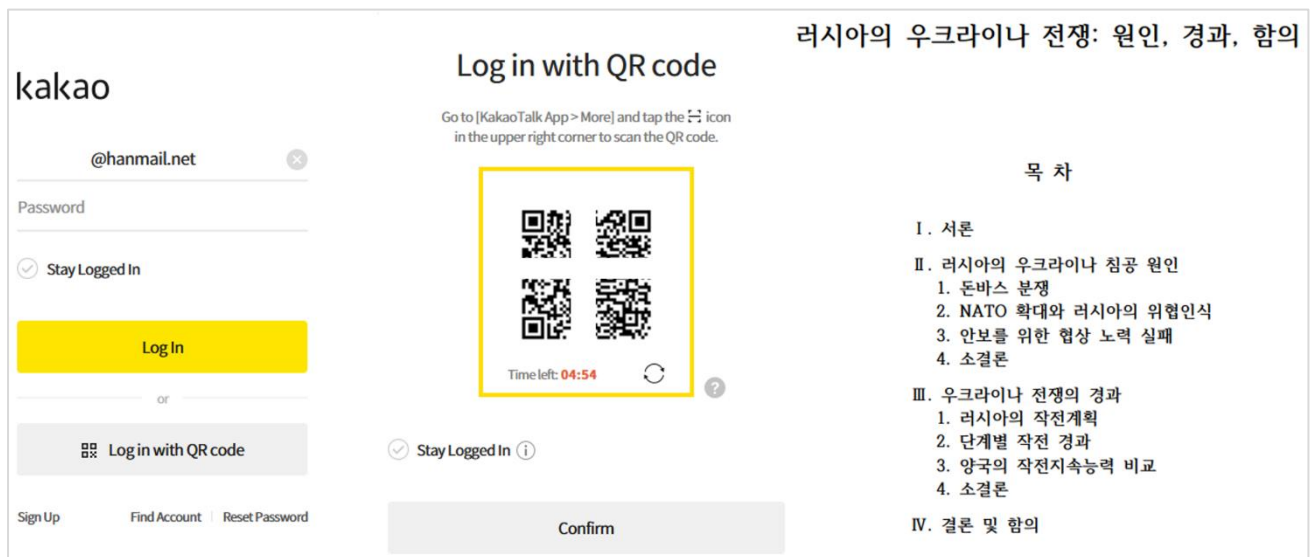 kakao
@hanmail.net
Password
Stay Logged In
Log In
or
Log in with QR code
Sign Up
Find Account | Reset Password
Log in with QR code
Go to [KakaoTalk App > More] and tap the icon
in the upper right corner to scan the QR code.
Time left: 04:54
?
Stay Logged In i
Confirm
러시아의 우크라이나 전쟁: 원인, 경과, 함의
목 차
Ⅰ. 서론
Ⅱ. 러시아의 우크라이나 침공 원인
1. 돈바스 분쟁
2. NATO 확대와 러시아의 위협인식
3. 안보를 위한 협상 노력 실패
4. 소결론
Ⅲ. 우크라이나 전쟁의 경과
1. 러시아의 작전계획
2. 단계별 작전 경과
3. 양국의 작전지속능력 비교
4. 소결론
Ⅳ. 결론 및 함의